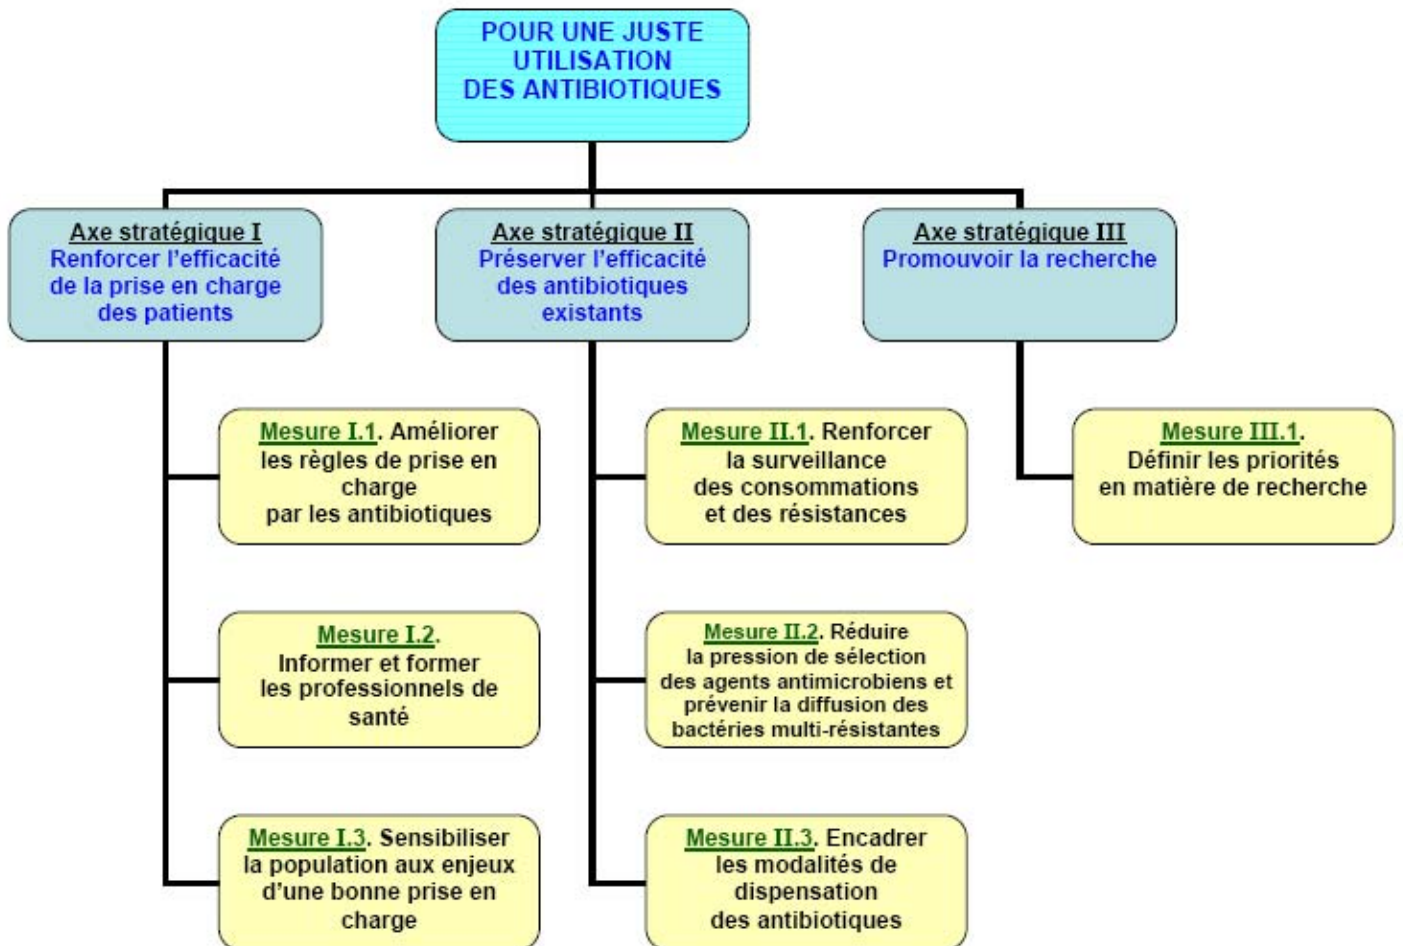 POUR UNE JUSTE
UTILISATION
DES ANTIBIOTIQUES
Axe stratégique I
Renforcer l'efficacité
de la prise en charge
des patients
Axe stratégique II
Préserver l'efficacité
des antibiotiques
existants
Axe stratégique III
Promouvoir la recherche
Mesure I.1. Améliorer
les règles de prise en
charge
par les antibiotiques
Mesure I.2.
Informer et former
les professionnels de
santé
Mesure I.3. Sensibiliser
la population aux enjeux
d'une bonne prise en
charge
Mesure II.1. Renforcer
la surveillance
des consommations
et des résistances
Mesure II.2. Réduire
la pression de sélection
des agents antimicrobiens et
prévenir la diffusion des
bactéries multi-résistantes
Mesure II.3. Encadrer
les modalités de
dispensation
des antibiotiques
Mesure III.1.
Définir les priorités
en matière de recherche